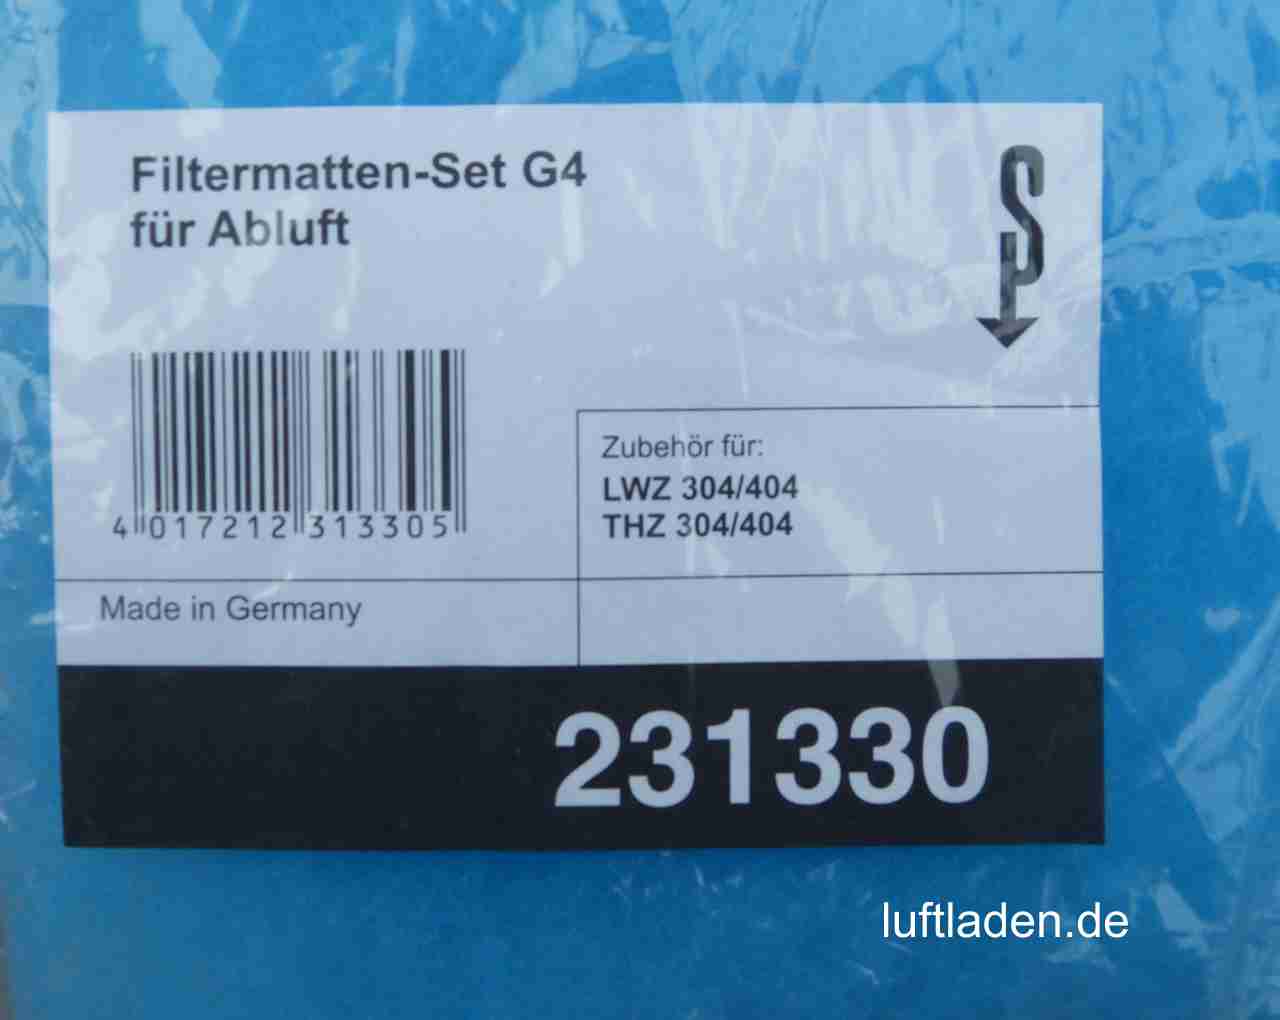 Filtermatten-Set G4
für Abluft
SP
4 017212 313305
Zubehör für:
LWZ 304/404
THZ 304/404
Made in Germany
231330
luftladen.de